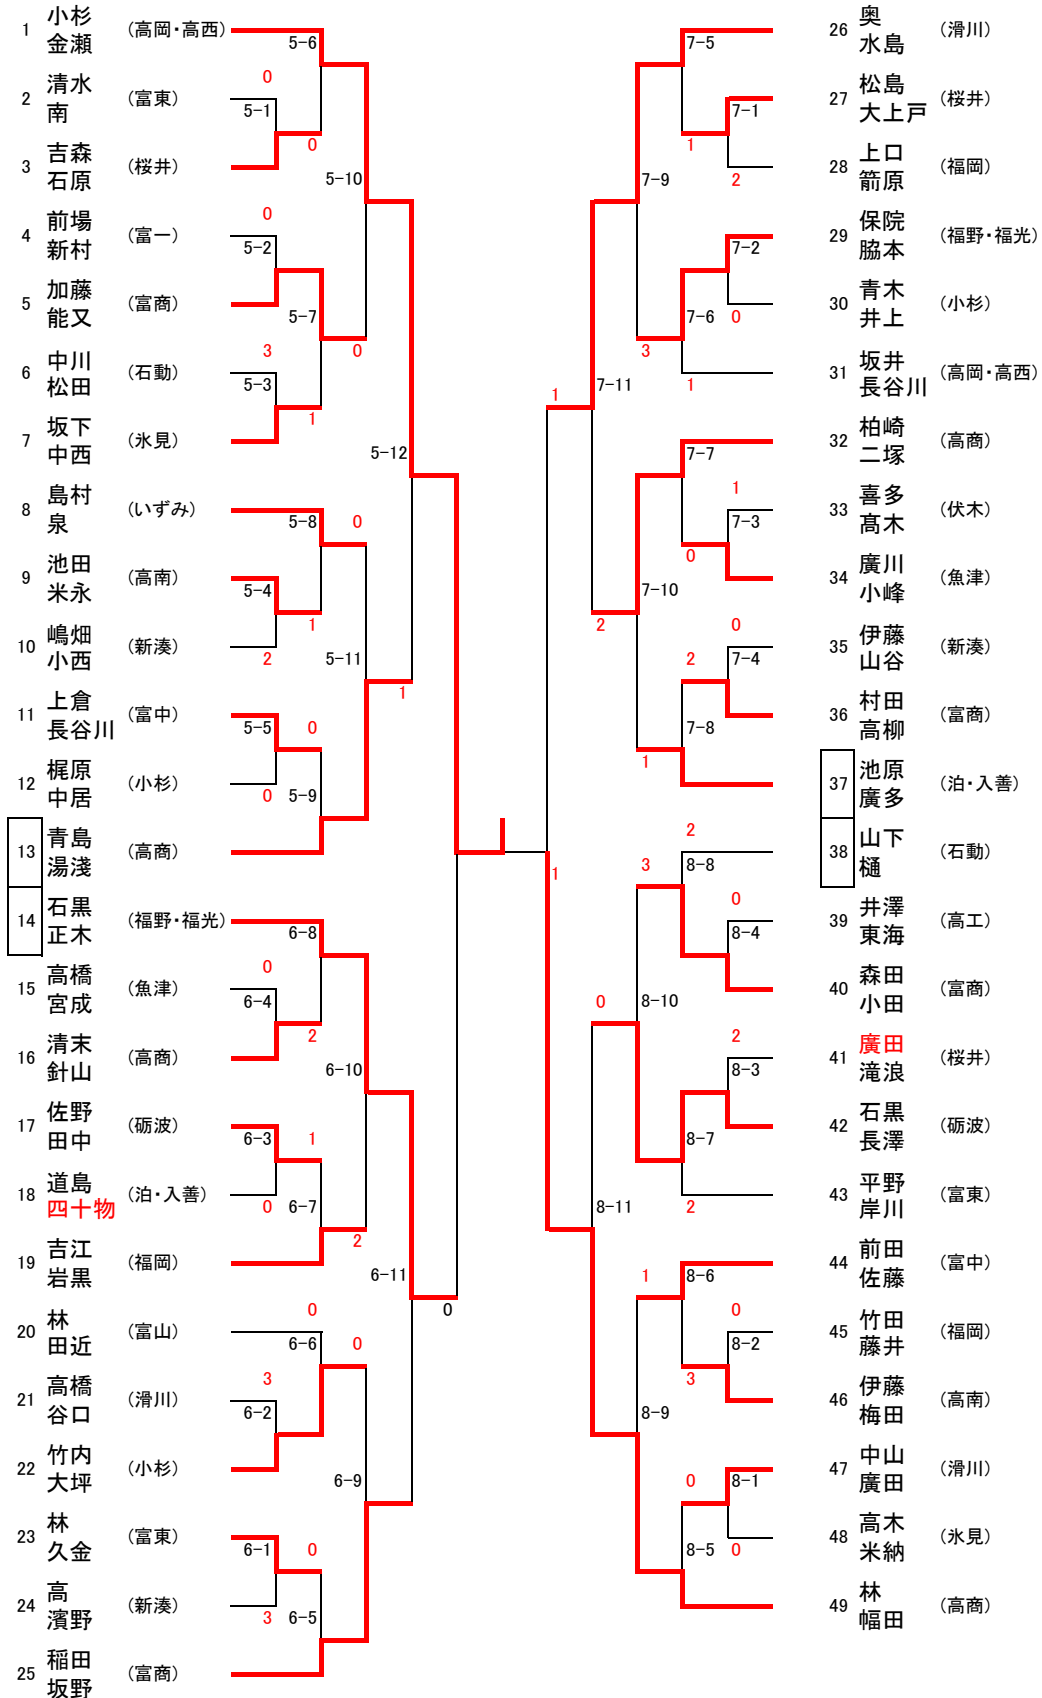 1 小杉 金瀬 (高岡・高西)
5-6
0
2 清水 南 (富東)
5-1
0
3 吉森 石原 (桜井)
5-10
0
4 前場 新村 (富一)
5-2
5 加藤 能又 (富商)
5-7
3
0
6 中川 松田 (石動)
5-3
1
7 坂下 中西 (氷見)
5-12
8 島村 泉 (いずみ)
5-8
0
9 池田 米永 (高南)
5-4
1
10 嶋畑 小西 (新湊)
2
5-11
1
11 上倉 長谷川 (富中)
5-5
0
12 梶原 中居 (小杉)
0
5-9
13 青島 湯淺 (高商)
14 石黒 正木 (福野・福光)
6-8
0
15 高橋 宮成 (魚津)
6-4
2
16 清末 針山 (高商)
6-10
17 佐野 田中 (砺波)
6-3
1
18 道島 四十物 (泊・入善)
0
6-7
2
19 吉江 岩黒 (福岡)
6-11
0
0
20 林 田近 (富山)
6-6
0
3
21 高橋 谷口 (滑川)
6-2
22 竹内 大坪 (小杉)
6-9
23 林 久金 (富東)
6-1
0
24 高 濱野 (新湊)
3
6-5
25 稲田 坂野 (富商)
26 奥 水島 (滑川)
7-5
27 松島 大上戸 (桜井)
7-1
1
28 上口 箭原 (福岡)
2
7-9
29 保院 脇本 (福野・福光)
7-2
30 青木 井上 (小杉)
0
7-6
3
31 坂井 長谷川 (高岡・高西)
1
7-11
1
32 柏崎 二塚 (高商)
7-7
1
33 喜多 髙木 (伏木)
7-3
0
34 廣川 小峰 (魚津)
7-10
2
0
35 伊藤 山谷 (新湊)
7-4
2
36 村田 高柳 (富商)
7-8
1
37 池原 廣多 (泊・入善)
2
38 山下 樋 (石動)
8-8
3
1
0
39 井澤 東海 (高工)
8-4
40 森田 小田 (富商)
8-10
0
2
41 廣田 滝浪 (桜井)
8-3
42 石黒 長澤 (砺波)
8-7
43 平野 岸川 (富東)
2
8-11
44 前田 佐藤 (富中)
8-6
1
0
45 竹田 藤井 (福岡)
8-2
3
46 伊藤 梅田 (高南)
8-9
47 中山 廣田 (滑川)
8-1
0
48 高木 米納 (氷見)
0
8-5
49 林 幅田 (高商)